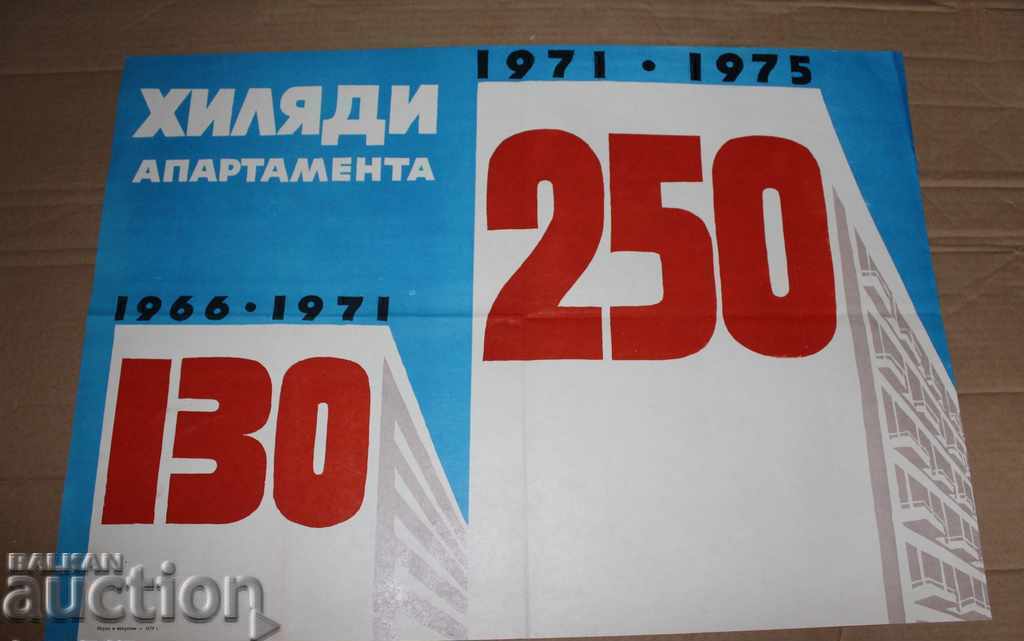 1971 • 1975
ХИЛЯДИ
АПАРТАМЕНТА
250
1966 • 1971
130
BALKAN
auction